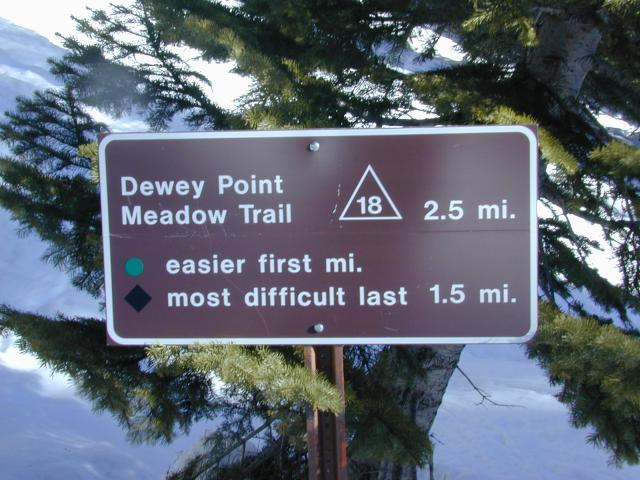 Dewey Point
Meadow Trail 18 2.5 mi.
easier first mi.
most difficult last 1.5 mi.